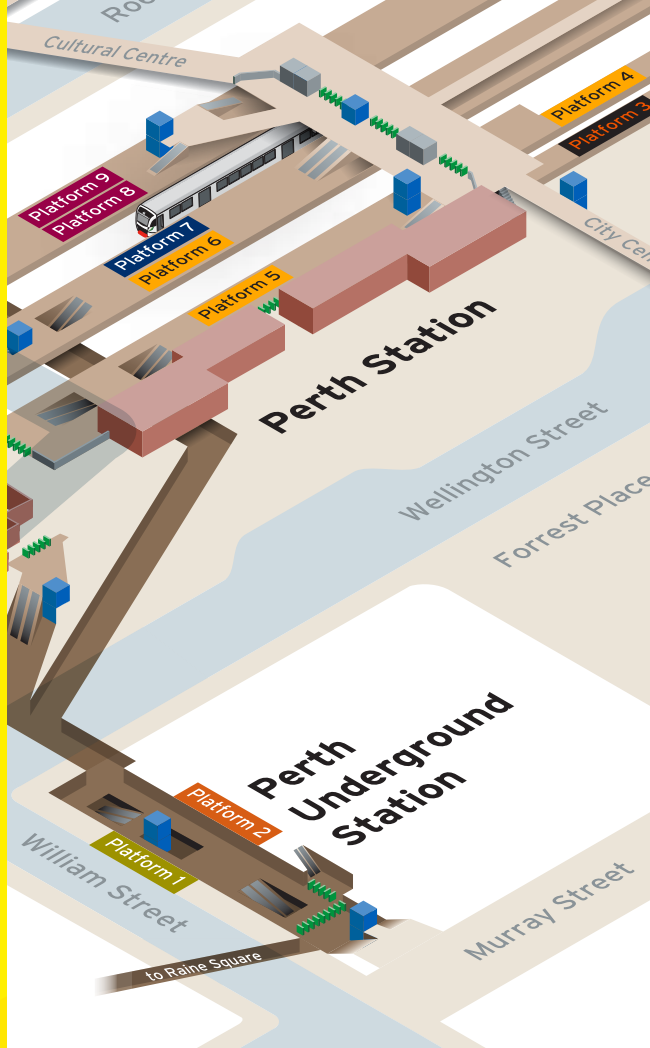 Cultural Centre
Platform 4
Platform 3
Platform 9
Platform 8
Platform 7
Platform 6
Platform 5
City
Perth Station
Wellington Street
Forrest Place
Perth
Underground
Station
Platform 2
Platform 1
William Street
Murray Street
to Raine Square